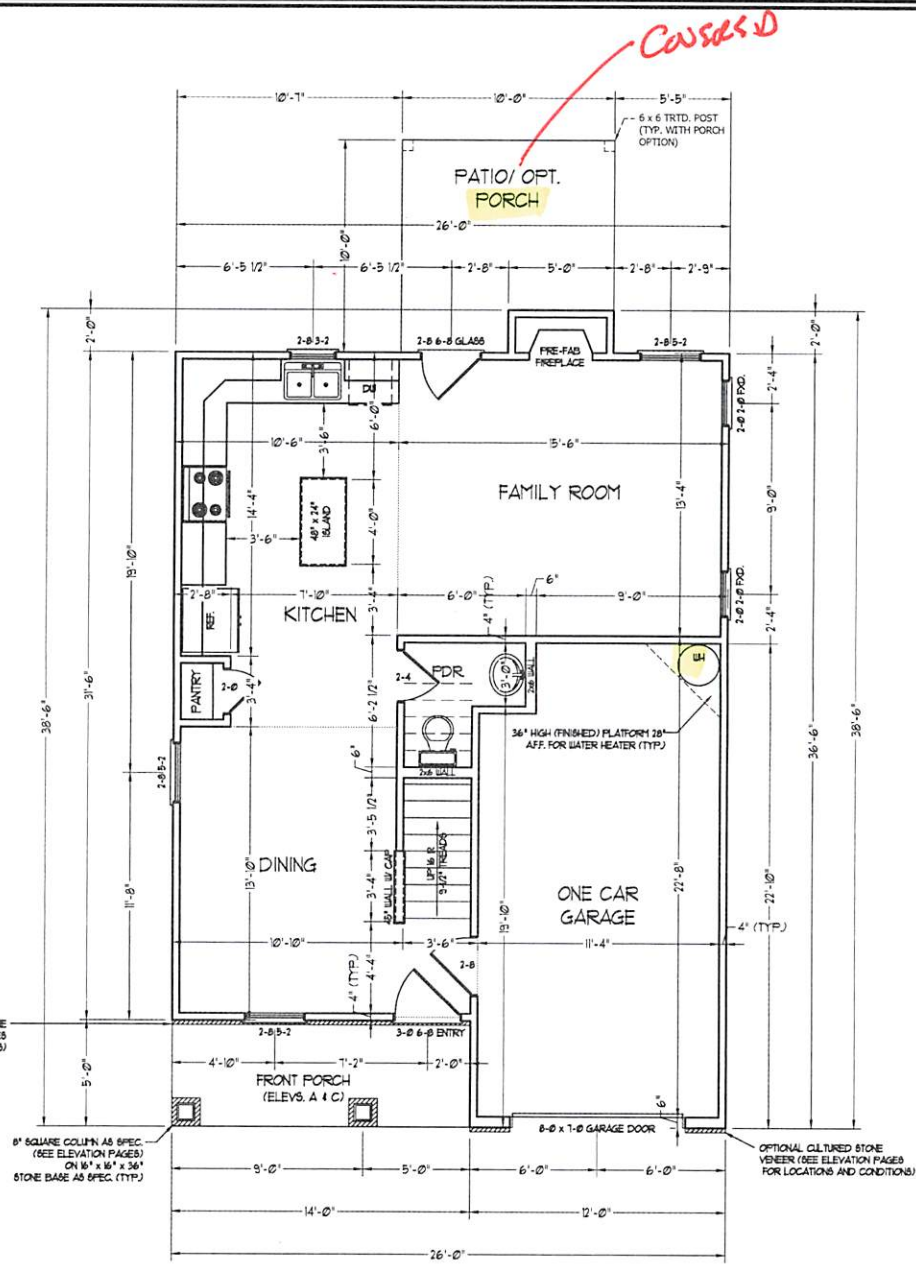 COVERED
10'-7"
10'-0"
5'-5"
6 x 6 TRTD. POST
(TYP. WITH PORCH
OPTION)
PATIO/ OPT.
PORCH
26'-0"
10'-0"
6'-5 1/2"
6'-5 1/2"
2'-8"
5'-0"
2'-8"
2'-9"
2'-0"
2'-0"
2-8 3-2
2-8 6-8 GLASS
PRE-FAB
FIREPLACE
2-8 5-2
DW
6'-0"
2'-4"
2-0 2-0 FXD.
10'-6"
3'-6"
15'-6"
FAMILY ROOM
14'-4"
48" x 24"
ISLAND
4'-0"
13'-4"
9'-0"
3'-6"
19'-10"
31'-6"
38'-6"
2'-8"
7'-10"
3'-4"
6'-0"
4" (TYP.)
6"
9'-0"
2-0 2-0 FXD.
2'-4"
REF.
KITCHEN
PANTRY
2-0
3'-4"
2-4
PDR
3'-0"
2x6 WALL
WH
6'-2 1/2"
36" HIGH (FINISHED) PLATFORM 28"
A.F.F. FOR WATER HEATER (TYP.)
36'-6"
38'-6"
6"
2x6 WALL
2-8 5-2
3'-5 1/2"
DINING
13'-10"
3'-4"
48" WALL W/ CAP
UP 16 R
9-1/2" TREADS
ONE CAR
GARAGE
22'-8"
22'-10"
11'-8"
19'-10"
10'-10"
3'-6"
11'-4"
4" (TYP.)
4'-4"
4" (TYP.)
2-8
2-8 5-2
3-0 6-8 ENTRY
5'-0"
4'-10"
7'-2"
2'-0"
FRONT PORCH
(ELEVS. A & C)
6"
8-0 x 7-0 GARAGE DOOR
8" SQUARE COLUMN AS SPEC.
(SEE ELEVATION PAGES)
ON 16" x 16" x 36"
STONE BASE AS SPEC. (TYP.)
OPTIONAL CULTURED STONE
VENEER (SEE ELEVATION PAGES
FOR LOCATIONS AND CONDITIONS)
9'-0"
5'-0"
6'-0"
6'-0"
14'-0"
12'-0"
26'-0"